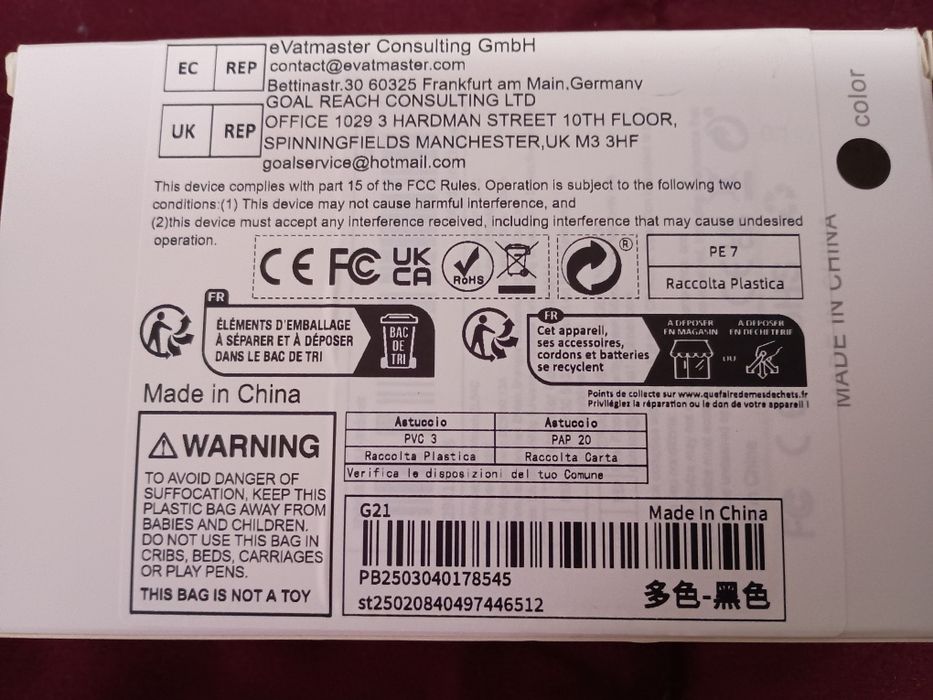 EC REP
eVatmaster Consulting GmbH
contact@evatmaster.com
Bettinastr.30 60325 Frankfurt am Main,Germany
UK REP
GOAL REACH CONSULTING LTD
OFFICE 1029 3 HARDMAN STREET 10TH FLOOR,
SPINNINGFIELDS MANCHESTER,UK M3 3HF
goalservice@hotmail.com
This device complies with part 15 of the FCC Rules. Operation is subject to the following two
conditions:(1) This device may not cause harmful interference, and
(2)this device must accept any interference received, including interference that may cause undesired
operation.
CE FC UK CA RoHS ®
PE 7
Raccolta Plastica
FR
ÉLÉMENTS D'EMBALLAGE
À SÉPARER ET À DÉPOSER
DANS LE BAC DE TRI
BAC
DE
TRI
FR
Cet appareil,
ses accessoires,
cordons et batteries
se recyclent
A DEPOSER
EN MAGASIN
OU
A DEPOSER
EN DECHETERIE
Points de collecte sur www.quefairedemesdechets.fr
Privilégiez la réparation ou le don de votre appareil !
Made in China
WARNING
TO AVOID DANGER OF
SUFFOCATION, KEEP THIS
PLASTIC BAG AWAY FROM
BABIES AND CHILDREN.
DO NOT USE THIS BAG IN
CRIBS, BEDS, CARRIAGES
OR PLAY PENS.
THIS BAG IS NOT A TOY
Astuccio Astuccio
PVC 3 PAP 20
Raccolta Plastica Raccolta Carta
Verifica le disposizioni del tuo Comune
G21 Made In China
PB2503040178545
st25020840497446512 多色-黑色
color
MADE IN CHINA